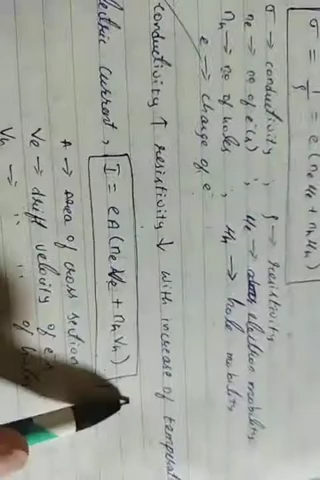 σ = 1/ρ = e(neμe + nhμh)
σ → conductivity , ρ → resistivity
ne → no of e⁻(s) , μe → electron mobility
nh → no of holes , μh → hole mobility
e → charge of e⁻
conductivity ↑ resistivity ↓ with increase of
current, I = eA(neVe + nhVh)
A → area of cross section
Ve → drift velocity of e⁻
Vh → " " of